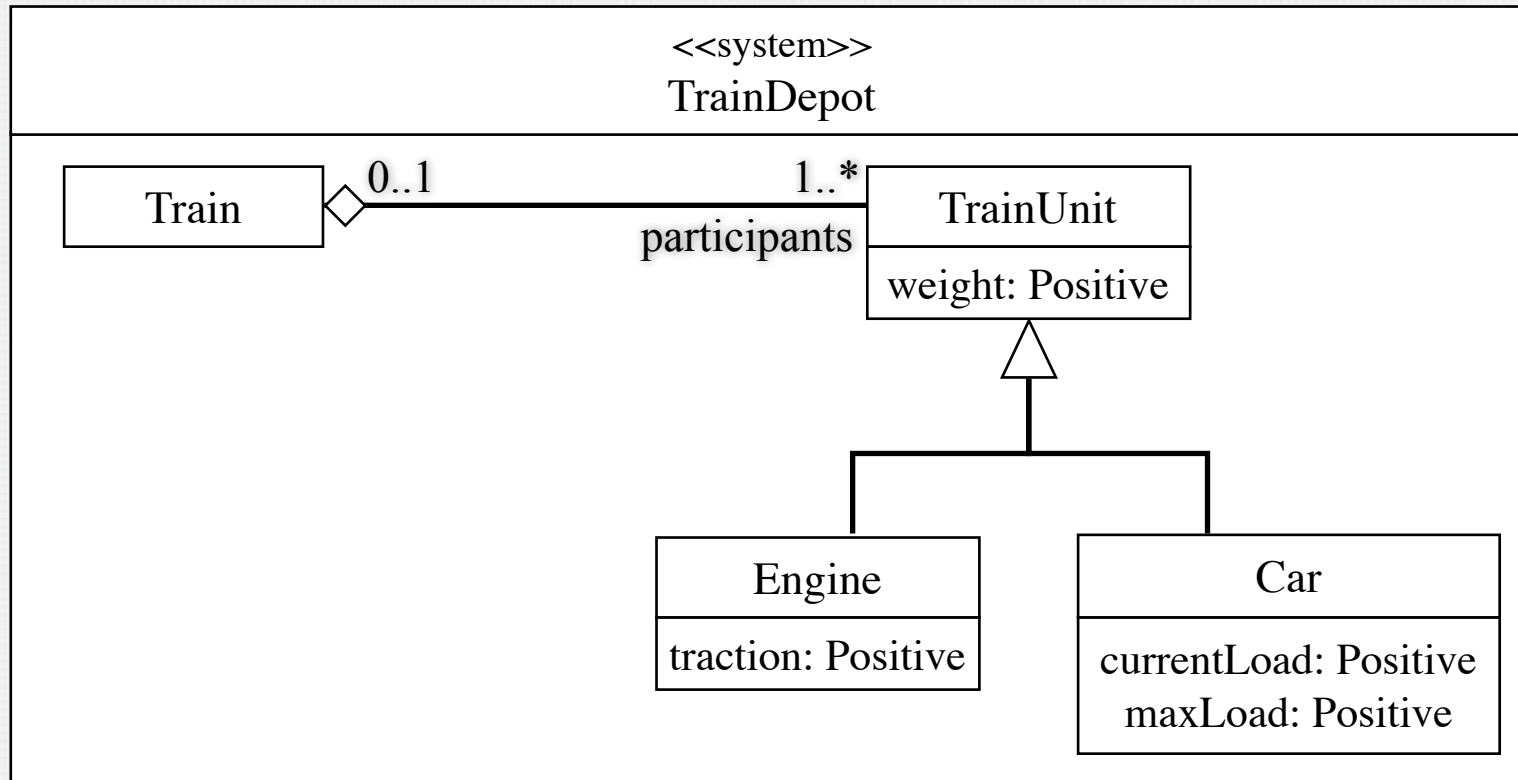 <<system>>
TrainDepot
Train
0..1
1..*
participants
TrainUnit
weight: Positive
Engine
traction: Positive
Car
currentLoad: Positive
maxLoad: Positive